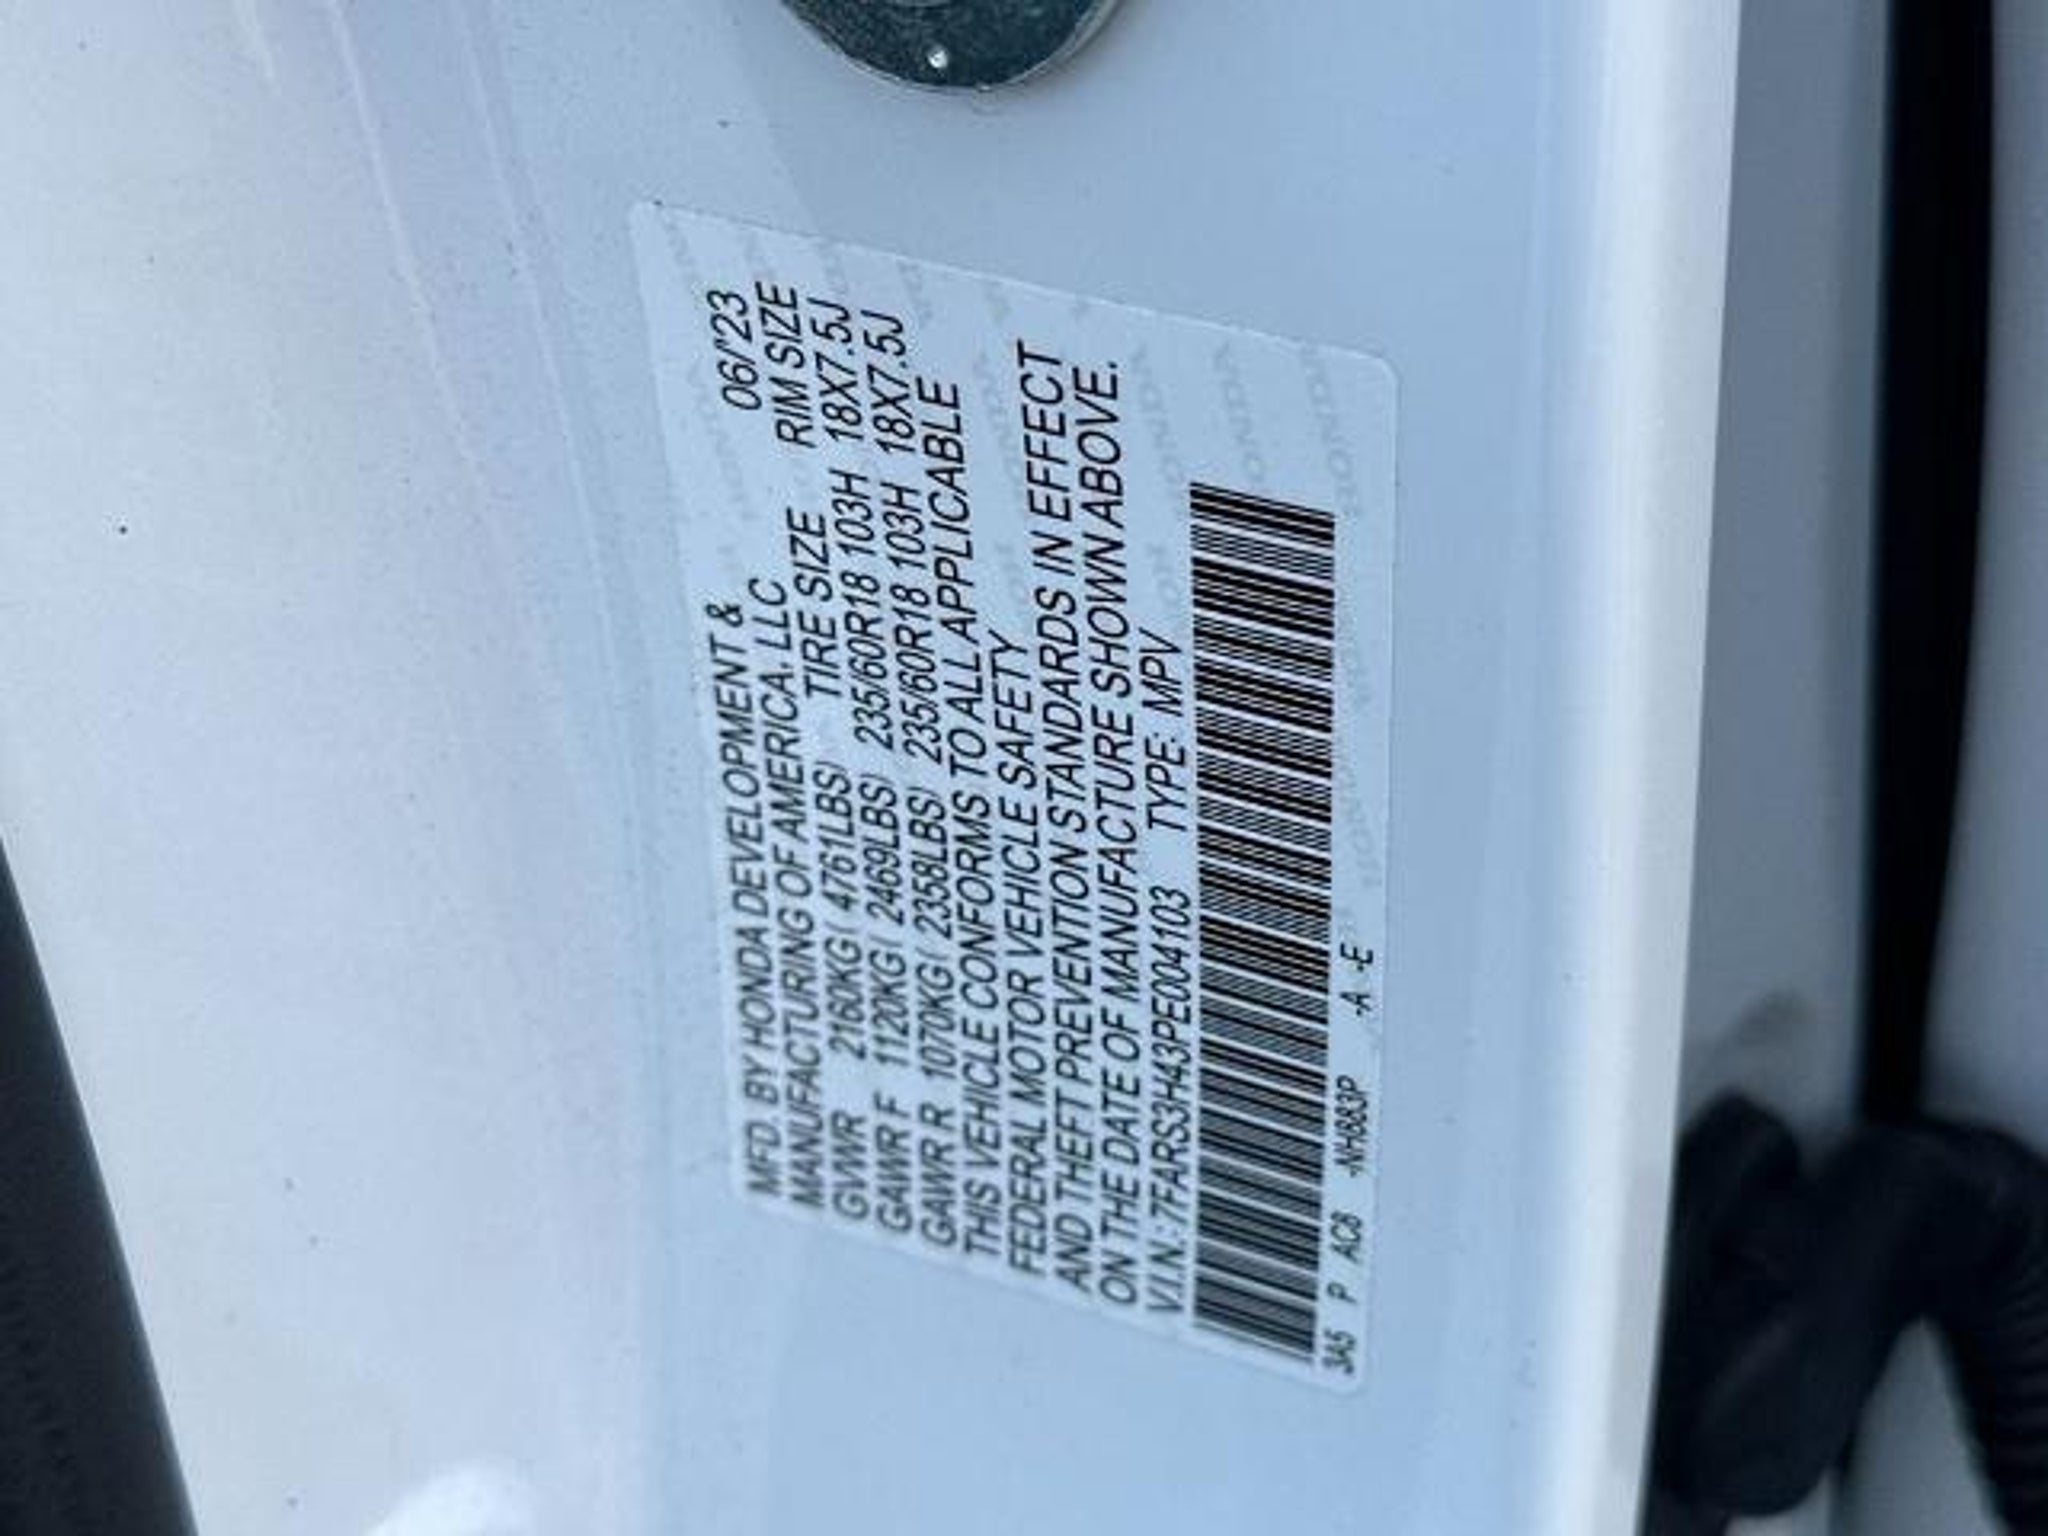 MFD. BY HONDA DEVELOPMENT & 06/'23
MANUFACTURING OF AMERICA, LLC
TIRE SIZE RIM SIZE
GVWR 2160KG( 4761LBS) 235/60R18 103H 18X7.5J
GAWR F 1120KG( 2469LBS) 235/60R18 103H 18X7.5J
GAWR R 1070KG( 2358LBS)
THIS VEHICLE CONFORMS TO ALL APPLICABLE
FEDERAL MOTOR VEHICLE SAFETY
AND THEFT PREVENTION STANDARDS IN EFFECT
ON THE DATE OF MANUFACTURE SHOWN ABOVE.
V.I.N.: 7FARS3H43PE004103 TYPE: MPV
3A5 P AC8 -NH883P -A -E